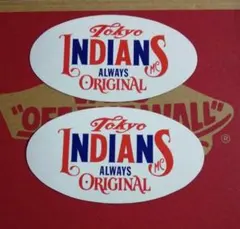 Tokyo
INDIANS
MC
ALWAYS
ORIGINAL
"OFF THE WALL"
Tokyo
INDIANS
MC
ALWAYS
ORIGINAL